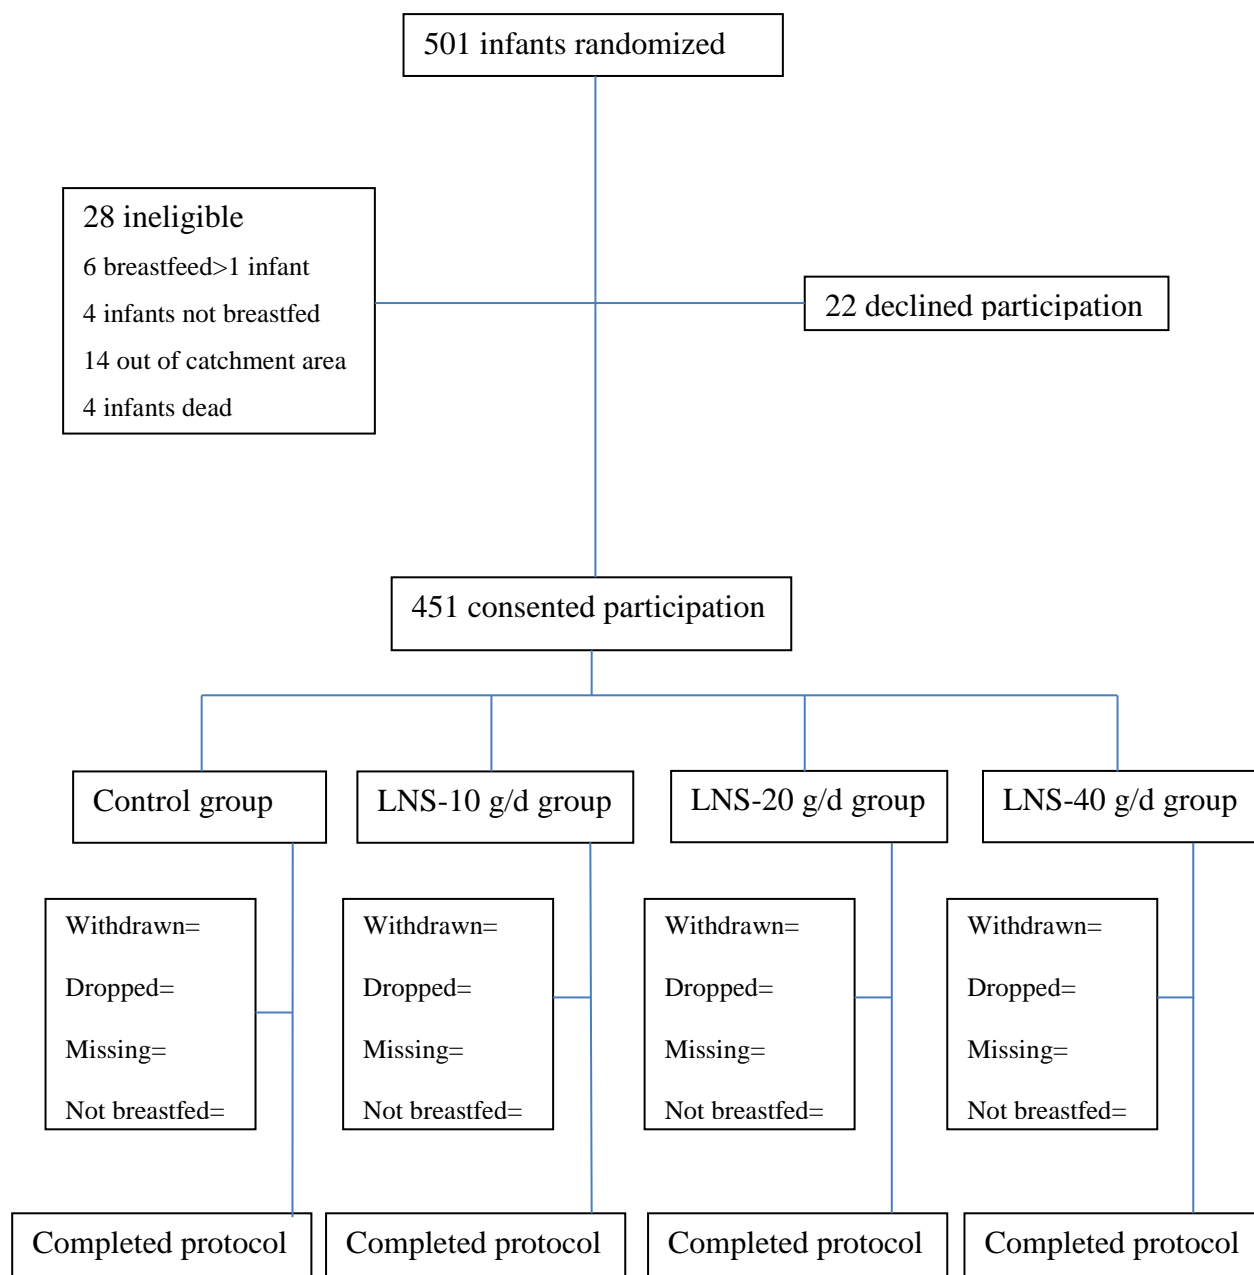 501 infants randomized
28 ineligible
6 breastfeed>1 infant
4 infants not breastfed
14 out of catchment area
4 infants dead
22 declined participation
451 consented participation
Control group
LNS-10 g/d group
LNS-20 g/d group
LNS-40 g/d group
Withdrawn=
Dropped=
Missing=
Not breastfed=
Withdrawn=
Dropped=
Missing=
Not breastfed=
Withdrawn=
Dropped=
Missing=
Not breastfed=
Withdrawn=
Dropped=
Missing=
Not breastfed=
Completed protocol
Completed protocol
Completed protocol
Completed protocol